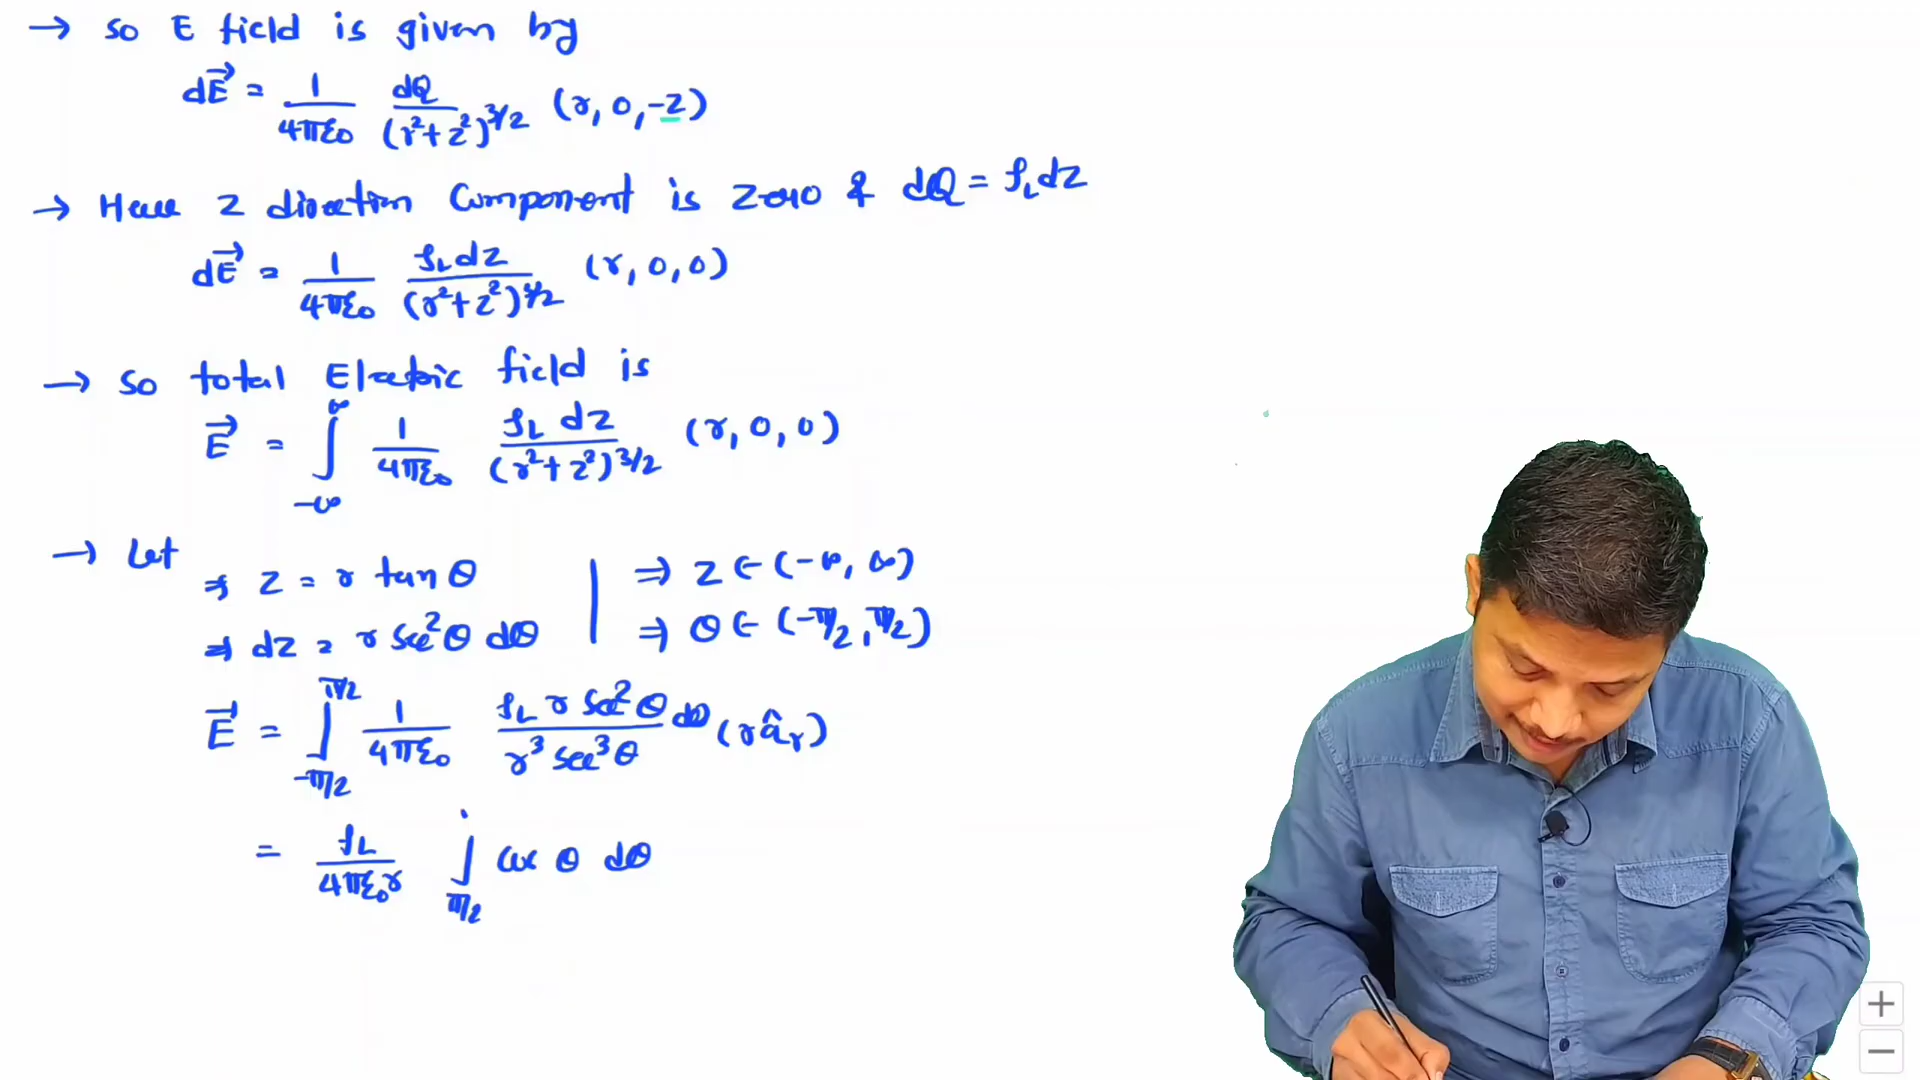 → so E field is given by
dE⃗ = 1/4πε₀ dQ/(r²+z²)^3/2 (r, 0, -z)
→ Here z direction component is zero & dQ = ρ_L dz
dE⃗ = 1/4πε₀ ρ_L dz/(r²+z²)^3/2 (r, 0, 0)
→ so total Electric field is
E⃗ = ∫_{-∞}^{∞} 1/4πε₀ ρ_L dz/(r²+z²)^3/2 (r, 0, 0)
→ Let
⇒ z = r tan θ | ⇒ z ∈ (-∞, ∞)
⇒ dz = r sec²θ dθ | ⇒ θ ∈ (-π/2, π/2)
E⃗ = ∫_{-π/2}^{π/2} 1/4πε₀ ρ_L r sec²θ dθ/r³ sec³θ (r â_r)
= ρ_L/4πε₀r ∫_{π/2} cos θ dθ